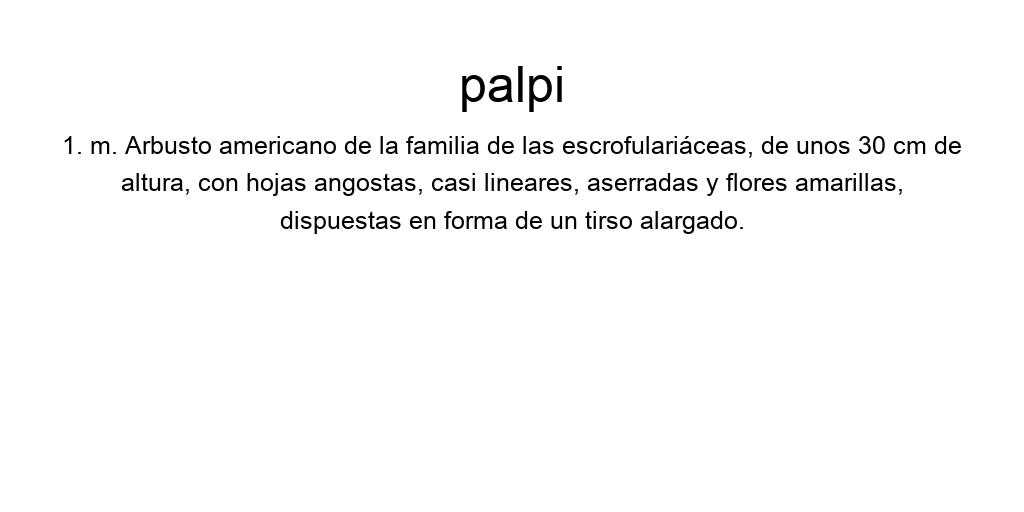 palpi
1. m. Arbusto americano de la familia de las escrofulariáceas, de unos 30 cm de
altura, con hojas angostas, casi lineares, aserradas y flores amarillas,
dispuestas en forma de un tirso alargado.